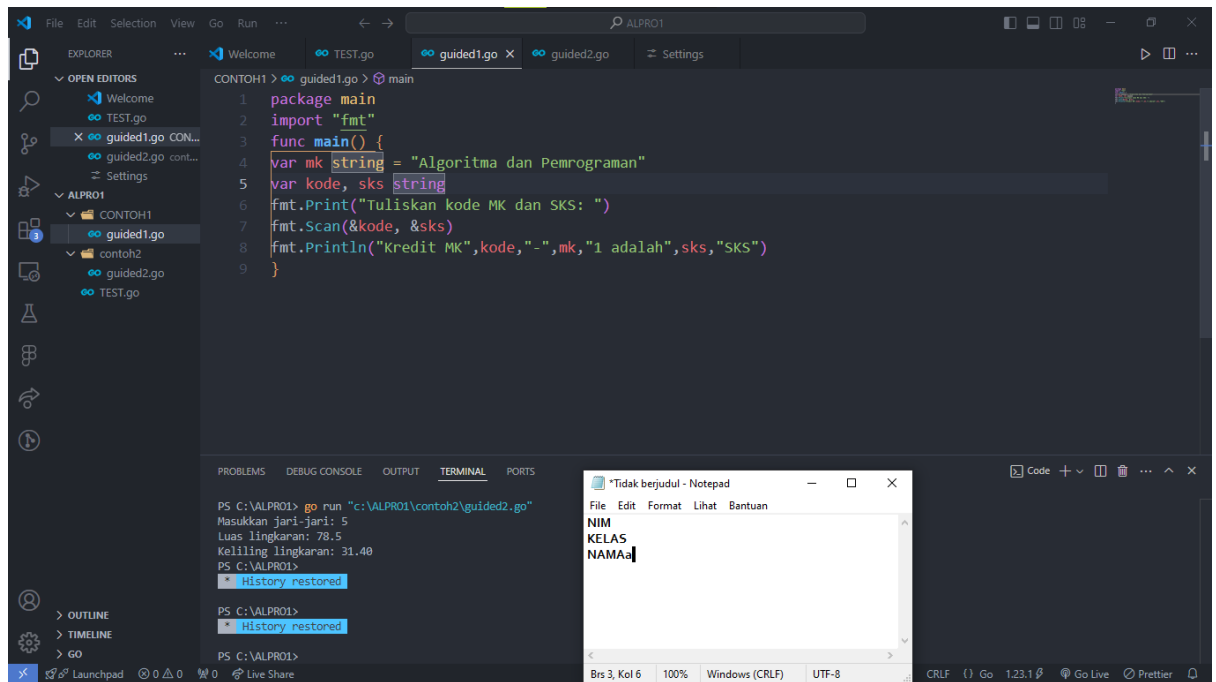 File Edit Selection View Go Run ··· ← → ALPRO1
EXPLORER ···
OPEN EDITORS
Welcome
TEST.go
guided1.go CON...
guided2.go cont...
Settings
ALPRO1
CONTOH1
guided1.go
contoh2
guided2.go
TEST.go
OUTLINE
TIMELINE
GO
3
Welcome TEST.go guided1.go guided2.go Settings
CONTOH1 > guided1.go > main
1 package main
2 import "fmt"
3 func main() {
4 var mk string = "Algoritma dan Pemrograman"
5 var kode, sks string
6 fmt.Print("Tuliskan kode MK dan SKS: ")
7 fmt.Scan(&kode, &sks)
8 fmt.Println("Kredit MK",kode,"-",mk,"1 adalah",sks,"SKS")
9 }
PROBLEMS DEBUG CONSOLE OUTPUT TERMINAL PORTS Code
PS C:\ALPRO1> go run "c:\ALPRO1\contoh2\guided2.go"
Masukkan jari-jari: 5
Luas lingkaran: 78.5
Keliling lingkaran: 31.40
PS C:\ALPRO1>
* History restored
PS C:\ALPRO1>
* History restored
PS C:\ALPRO1>
*Tidak berjudul - Notepad
File Edit Format Lihat Bantuan
NIM
KELAS
NAMAa
Brs 3, Kol 6 100% Windows (CRLF) UTF-8
Launchpad 0 0 0 Live Share CRLF {} Go 1.23.1 Go Live Prettier